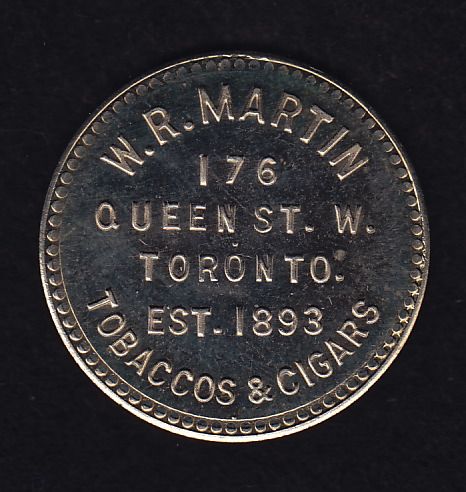 W.R. MARTIN
176
QUEEN ST. W.
TORONTO.
EST. 1893
TOBACCOS & CIGARS